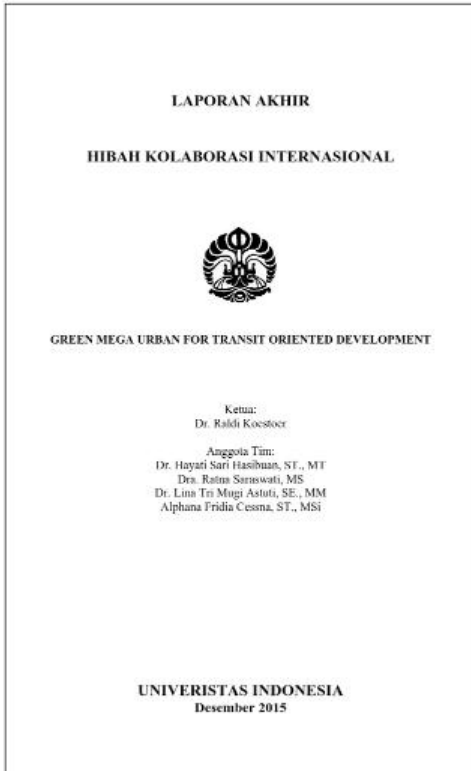 LAPORAN AKHIR
HIBAH KOLABORASI INTERNASIONAL
GREEN MEGA URBAN FOR TRANSIT ORIENTED DEVELOPMENT
Ketua:
Dr. Raldi Koestoer
Anggota Tim:
Dr. Hayati Sari Hasibuan, ST., MT
Dra. Ratna Saraswati, MS
Dr. Lina Tri Mugi Astuti, SE., MM
Alphana Fridia Cessna, ST., MSi
UNIVERISTAS INDONESIA
Desember 2015